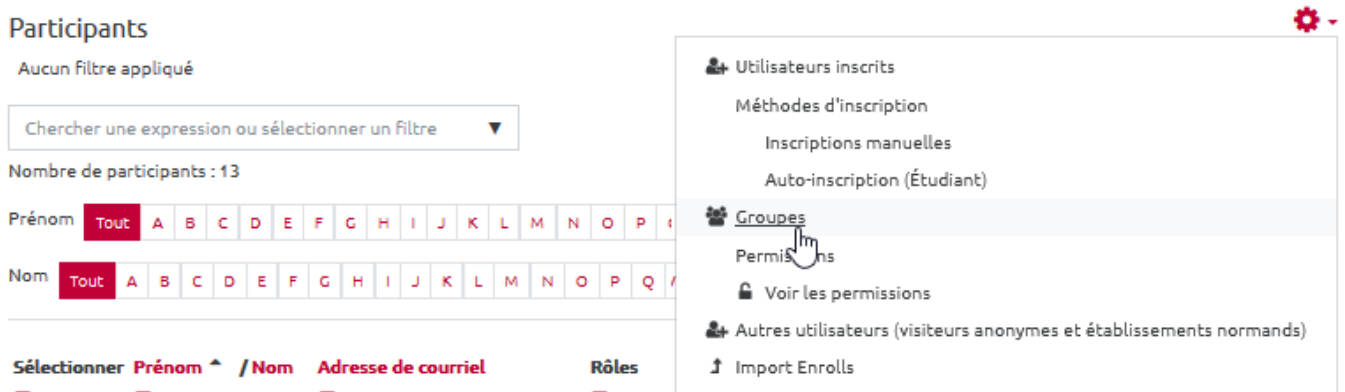 Participants
Aucun filtre appliqué
Chercher une expression ou sélectionner un filtre ▼
Nombre de participants : 13
Prénom Tout A B C D E F G H I J K L M N O P
Nom Tout A B C D E F G H I J K L M N O P Q
Sélectionner Prénom / Nom Adresse de courriel Rôles
Utilisateurs inscrits
Méthodes d'inscription
Inscriptions manuelles
Auto-inscription (Étudiant)
Groupes
Voir les permissions
Autres utilisateurs (visiteurs anonymes et établissements normands)
Import Enrolls